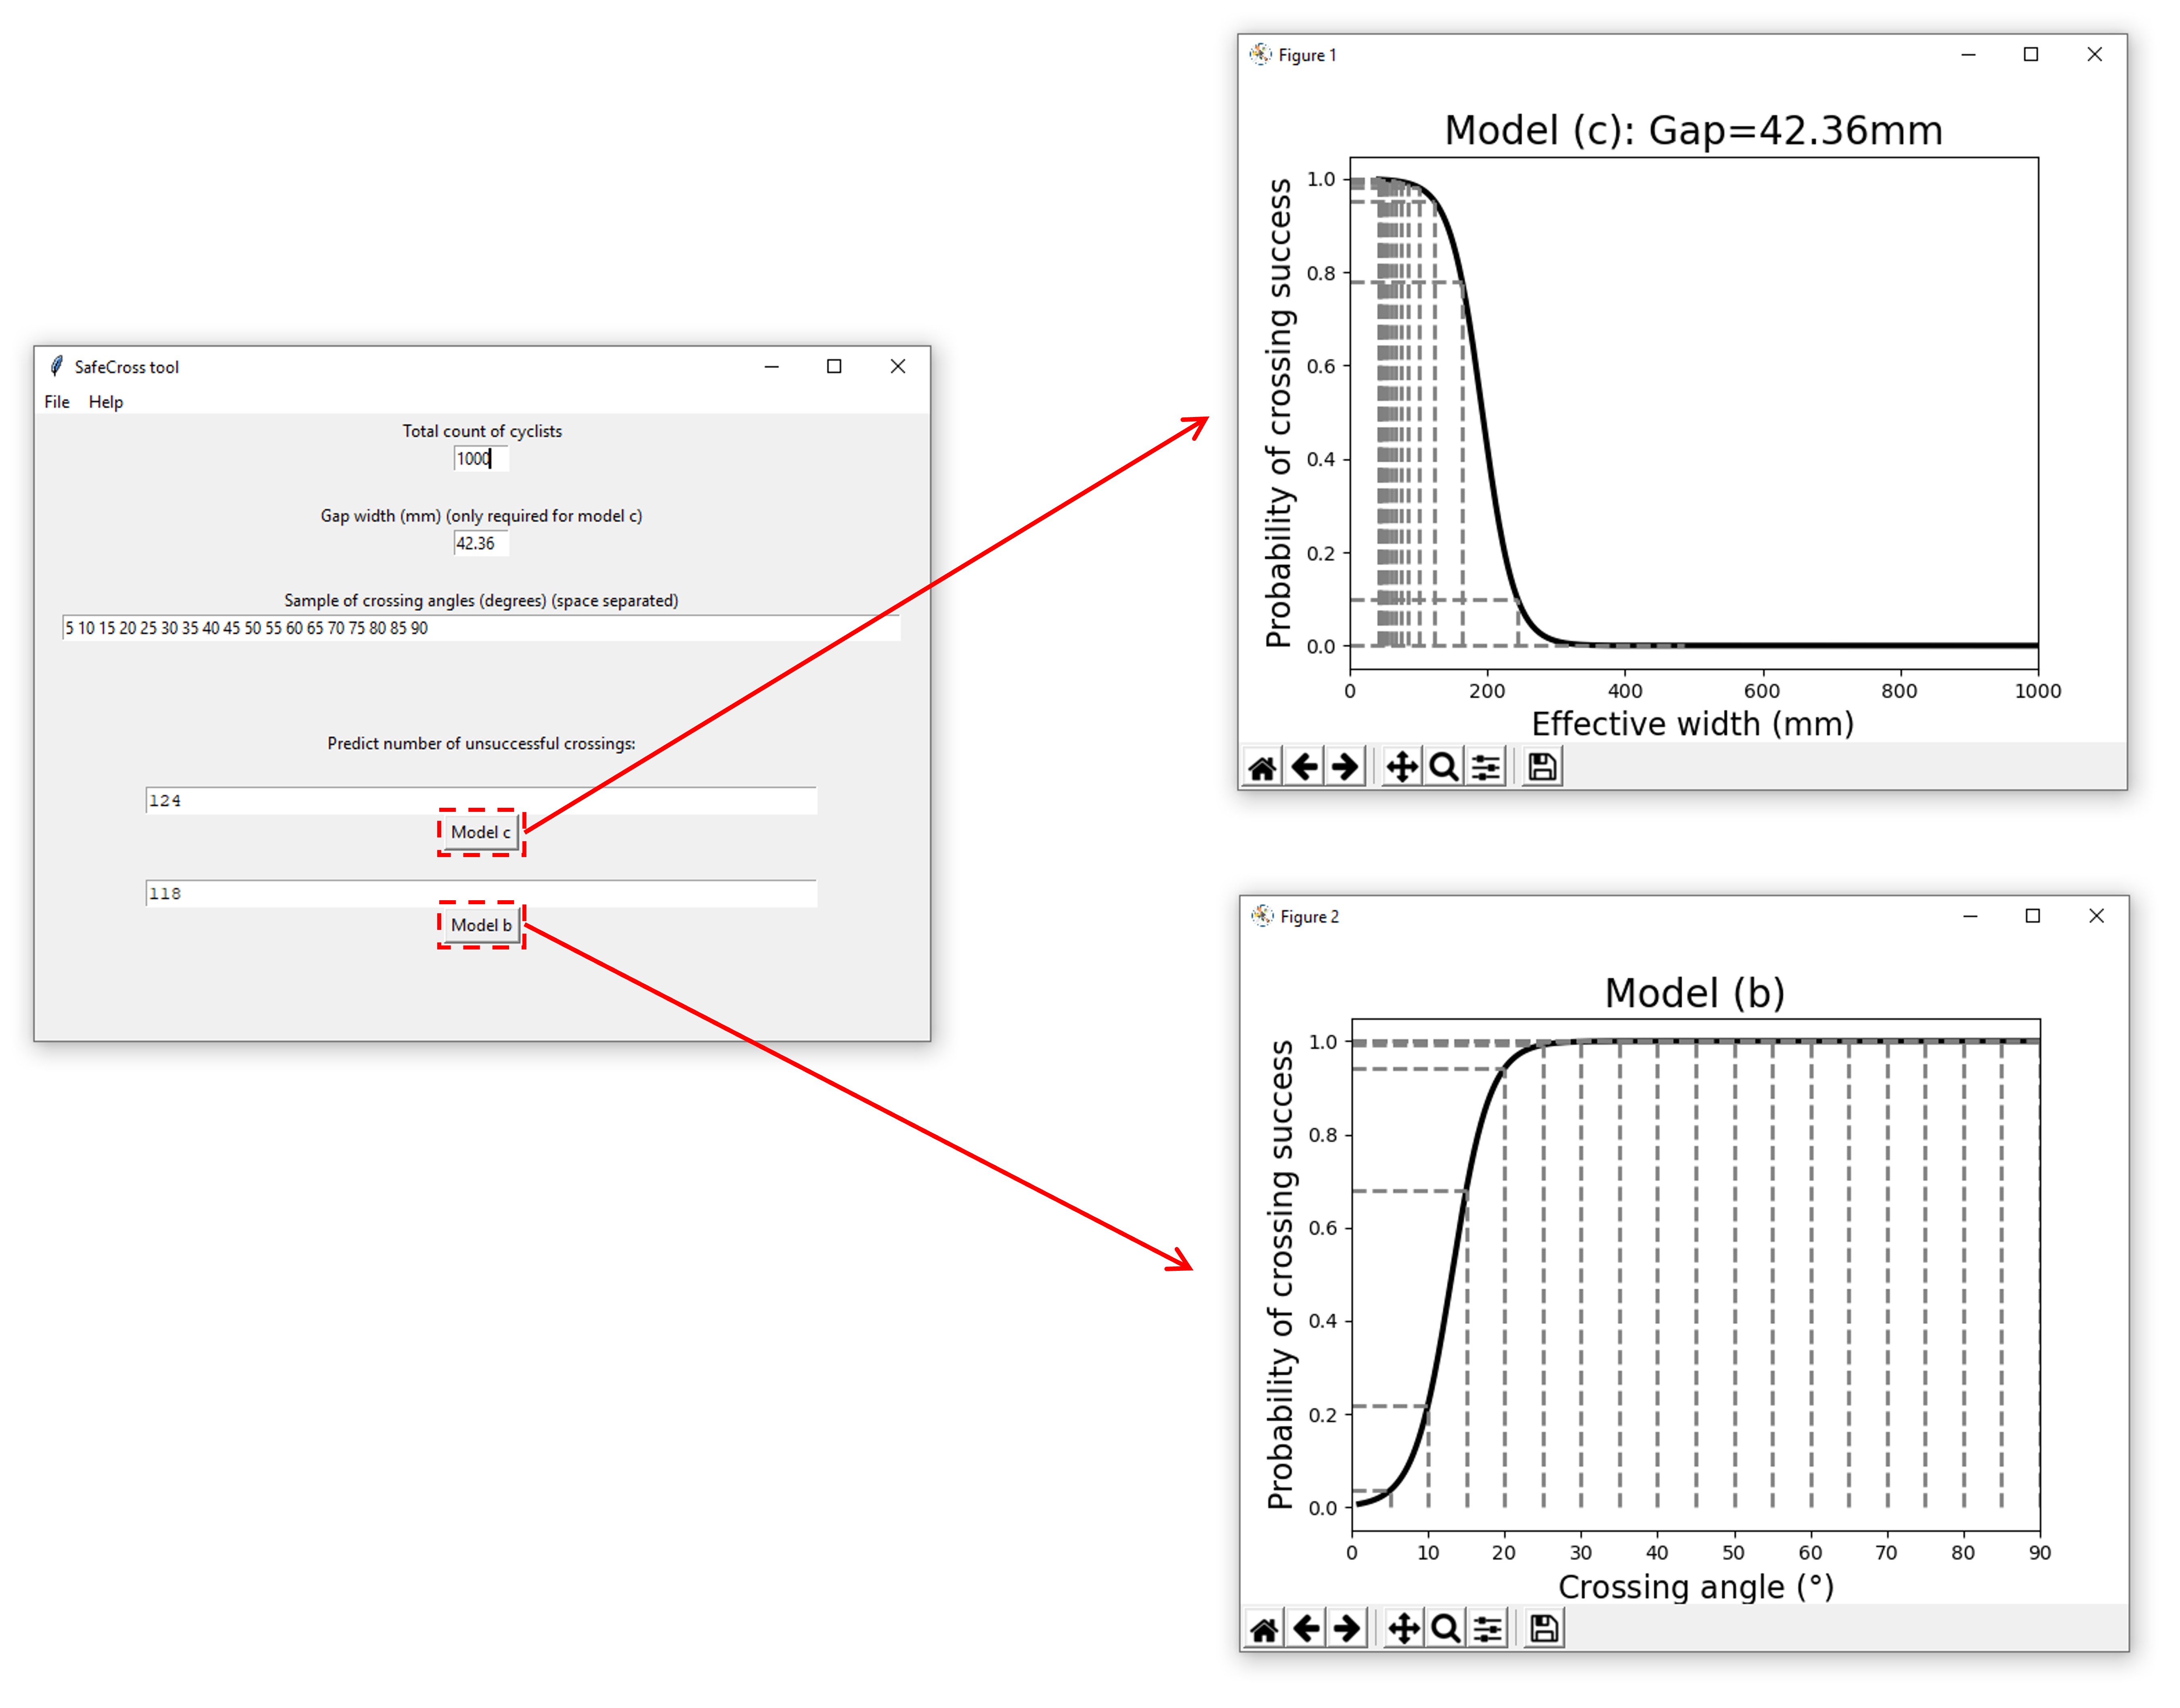 SafeCross tool
File Help
Total count of cyclists
1000
Gap width (mm) (only required for model c)
42.36
Sample of crossing angles (degrees) (space separated)
5 10 15 20 25 30 35 40 45 50 55 60 65 70 75 80 85 90
Predict number of unsuccessful crossings:
124
Model c
118
Model b
Figure 1
Model (c): Gap=42.36mm
Probability of crossing success
1.0
0.8
0.6
0.4
0.2
0.0
0 200 400 600 800 1000
Effective width (mm)
Figure 2
Model (b)
Probability of crossing success
1.0
0.8
0.6
0.4
0.2
0.0
0 10 20 30 40 50 60 70 80 90
Crossing angle (°)